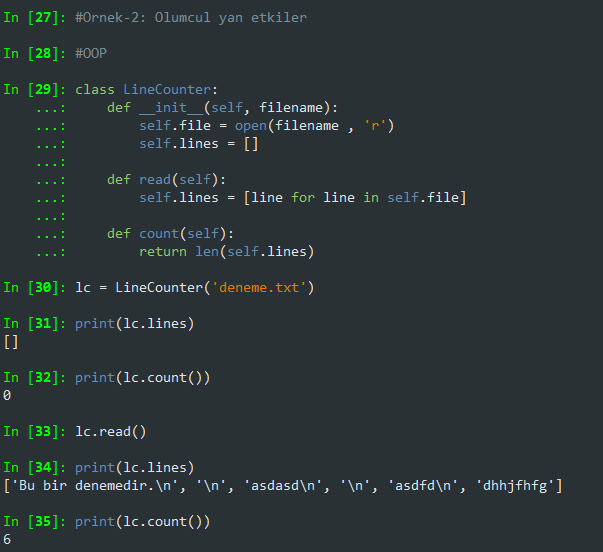 In [27]: #Ornek-2: Olumcul yan etkiler
In [28]: #OOP
In [29]: class LineCounter:
    ...:     def __init__(self, filename):
    ...:         self.file = open(filename , 'r')
    ...:         self.lines = []
    ...:
    ...:     def read(self):
    ...:         self.lines = [line for line in self.file]
    ...:
    ...:     def count(self):
    ...:         return len(self.lines)
In [30]: lc = LineCounter('deneme.txt')
In [31]: print(lc.lines)
[]
In [32]: print(lc.count())
0
In [33]: lc.read()
In [34]: print(lc.lines)
['Bu bir denemedir.\n', '\n', 'asdasd\n', '\n', 'asdfd\n', 'dhhjfhfg']
In [35]: print(lc.count())
6